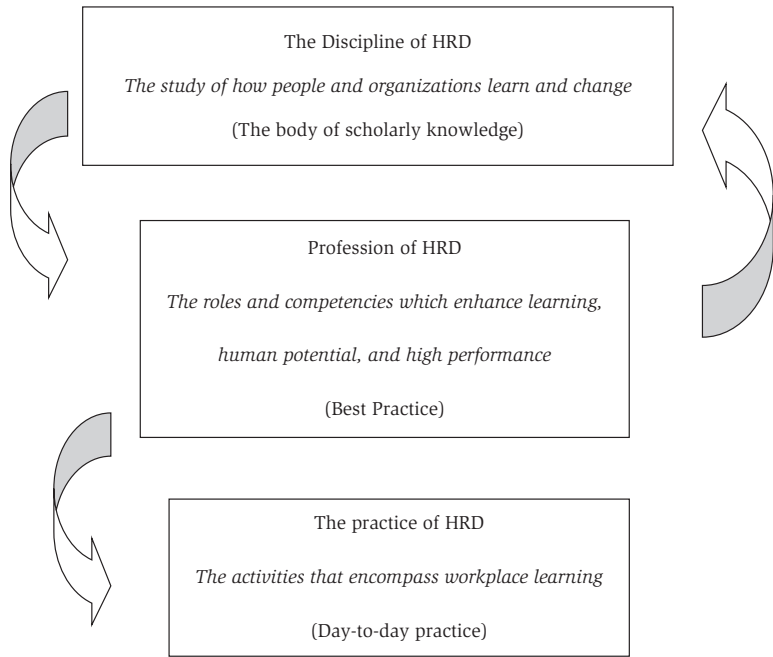 The Discipline of HRD
The study of how people and organizations learn and change
(The body of scholarly knowledge)
Profession of HRD
The roles and competencies which enhance learning,
human potential, and high performance
(Best Practice)
The practice of HRD
The activities that encompass workplace learning
(Day-to-day practice)